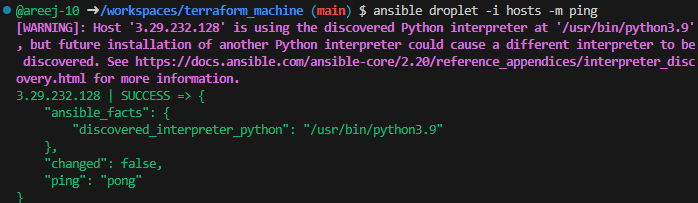 @areej-10 ➜/workspaces/terraform_machine (main) $ ansible droplet -i hosts -m ping
[WARNING]: Host '3.29.232.128' is using the discovered Python interpreter at '/usr/bin/python3.9'
, but future installation of another Python interpreter could cause a different interpreter to be
 discovered. See https://docs.ansible.com/ansible-core/2.20/reference_appendices/interpreter_disc
overy.html for more information.
3.29.232.128 | SUCCESS => {
    "ansible_facts": {
        "discovered_interpreter_python": "/usr/bin/python3.9"
    },
    "changed": false,
    "ping": "pong"
}